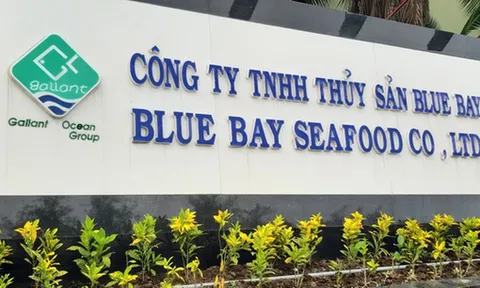 gallant
Gallant Ocean
Group
CÔNG TY TNHH THỦY SẢN BLUE BAY
BLUE BAY SEAFOOD CO , LTD